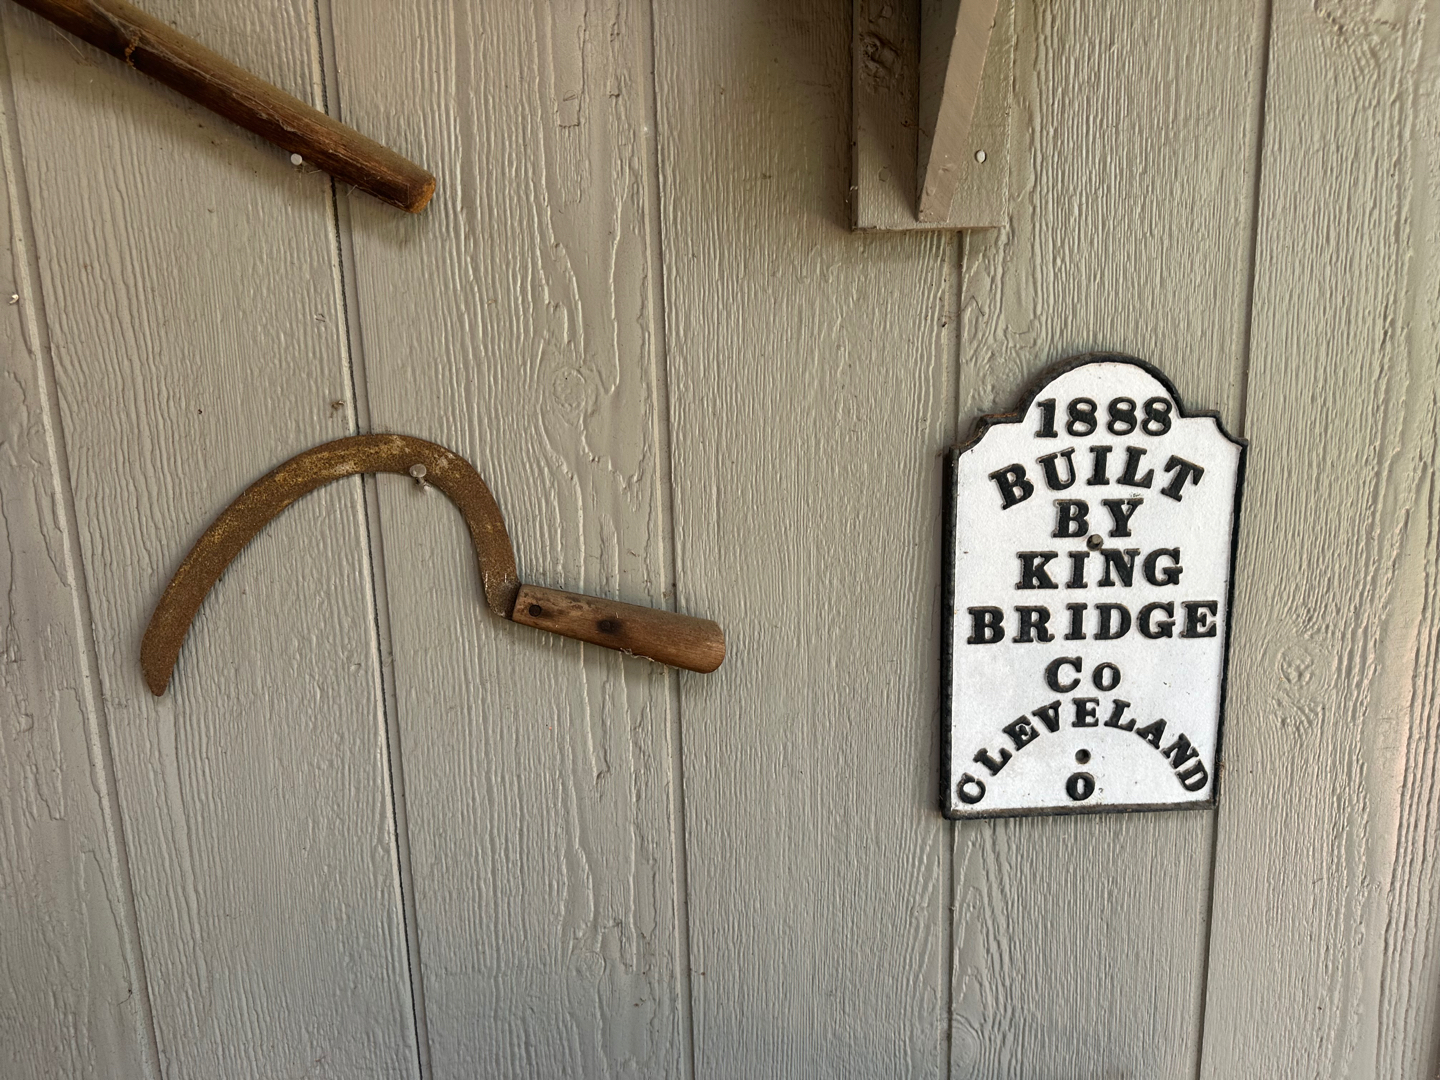 1888
BUILT
BY
KING
BRIDGE
Co
CLEVELAND
O.